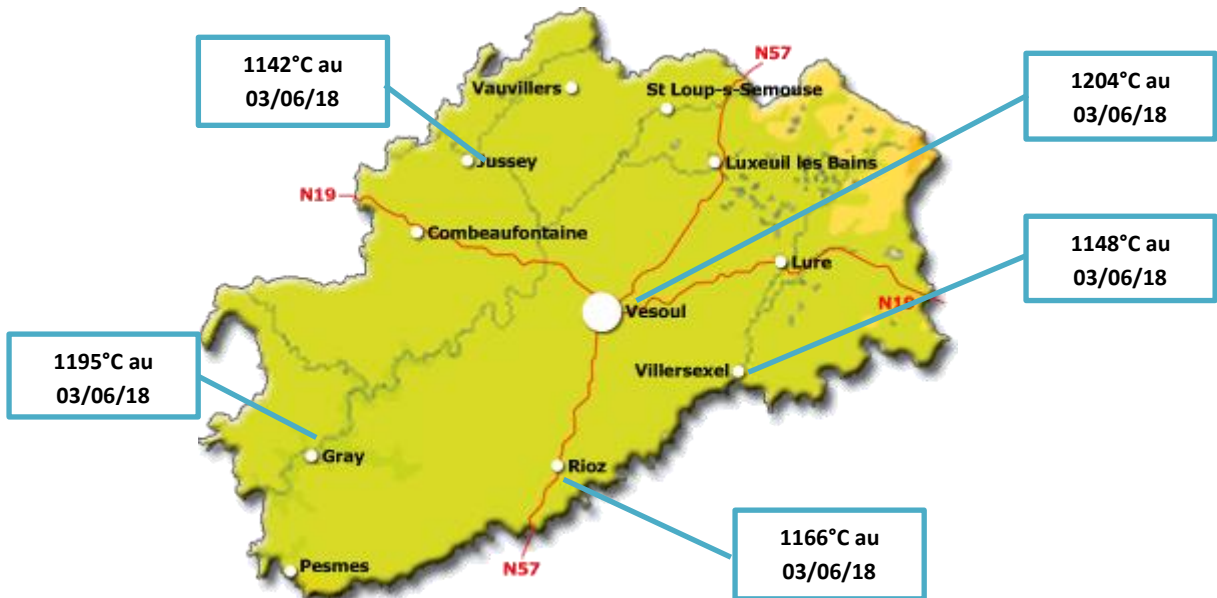 1142°C au
03/06/18
N57
1204°C au
03/06/18
Vauvillers
St Loup-s-Semouse
Jussey
Luxeuil les Bains
N19
Combeaufontaine
1148°C au
03/06/18
Lure
N19
Vesoul
1195°C au
03/06/18
Villersexel
Gray
Rioz
1166°C au
03/06/18
N57
Pesmes